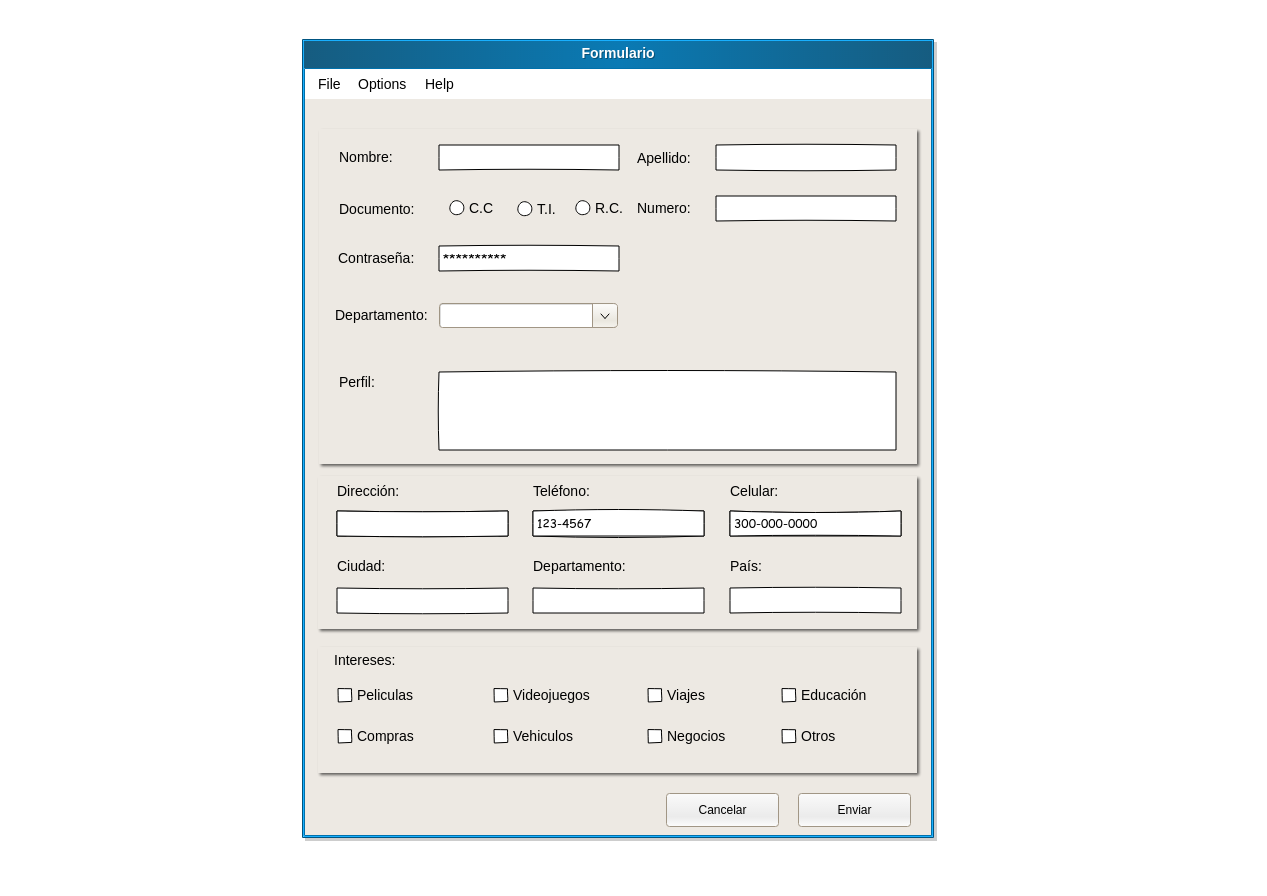 Formulario
File Options Help
Nombre: Apellido:
Documento: C.C T.I. R.C. Numero:
Contraseña: **********
Departamento:
Perfil:
Dirección: Teléfono: Celular:
123-4567 300-000-0000
Ciudad: Departamento: País:
Intereses:
Peliculas Videojuegos Viajes Educación
Compras Vehiculos Negocios Otros
Cancelar Enviar